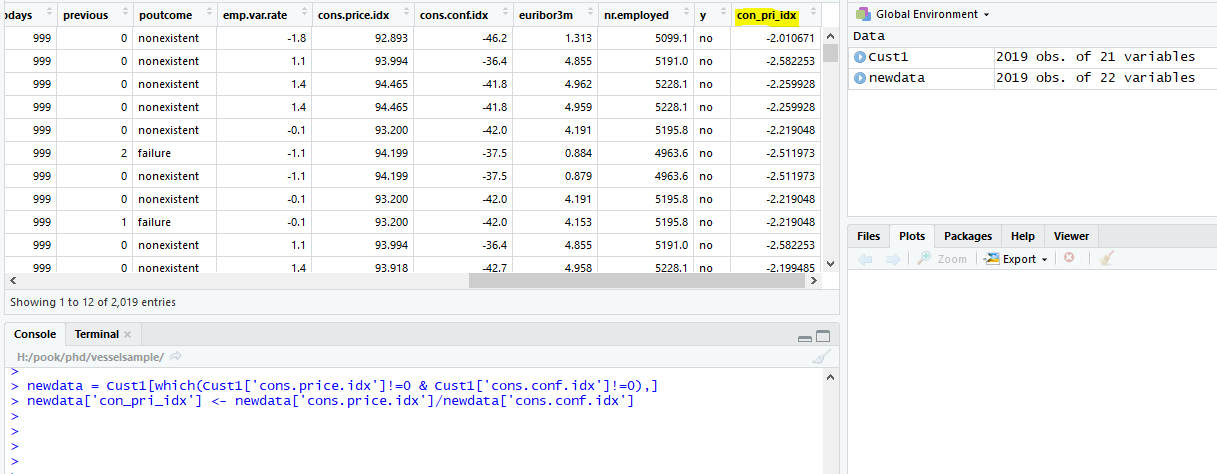 pdays previous poutcome emp.var.rate cons.price.idx cons.conf.idx euribor3m nr.employed y con_pri_idx
999 0 nonexistent -1.8 92.893 -46.2 1.313 5099.1 no -2.010671
999 0 nonexistent 1.1 93.994 -36.4 4.855 5191.0 no -2.582253
999 0 nonexistent 1.4 94.465 -41.8 4.962 5228.1 no -2.259928
999 0 nonexistent 1.4 94.465 -41.8 4.959 5228.1 no -2.259928
999 0 nonexistent -0.1 93.200 -42.0 4.191 5195.8 no -2.219048
999 2 failure -1.1 94.199 -37.5 0.884 4963.6 no -2.511973
999 0 nonexistent -1.1 94.199 -37.5 0.879 4963.6 no -2.511973
999 0 nonexistent -0.1 93.200 -42.0 4.191 5195.8 no -2.219048
999 1 failure -0.1 93.200 -42.0 4.153 5195.8 no -2.219048
999 0 nonexistent 1.1 93.994 -36.4 4.855 5191.0 no -2.582253
999 0 nonexistent 1.4 93.918 -42.7 4.958 5228.1 no -2.199485
Showing 1 to 12 of 2,019 entries
Console Terminal
H:/pook/phd/vesselsample/
>
> newdata = Cust1[which(Cust1['cons.price.idx']!=0 & Cust1['cons.conf.idx']!=0),]
> newdata['con_pri_idx'] <- newdata['cons.price.idx']/newdata['cons.conf.idx']
>
>
>
>
Global Environment
Data
Cust1 2019 obs. of 21 variables
newdata 2019 obs. of 22 variables
Files Plots Packages Help Viewer
Zoom Export